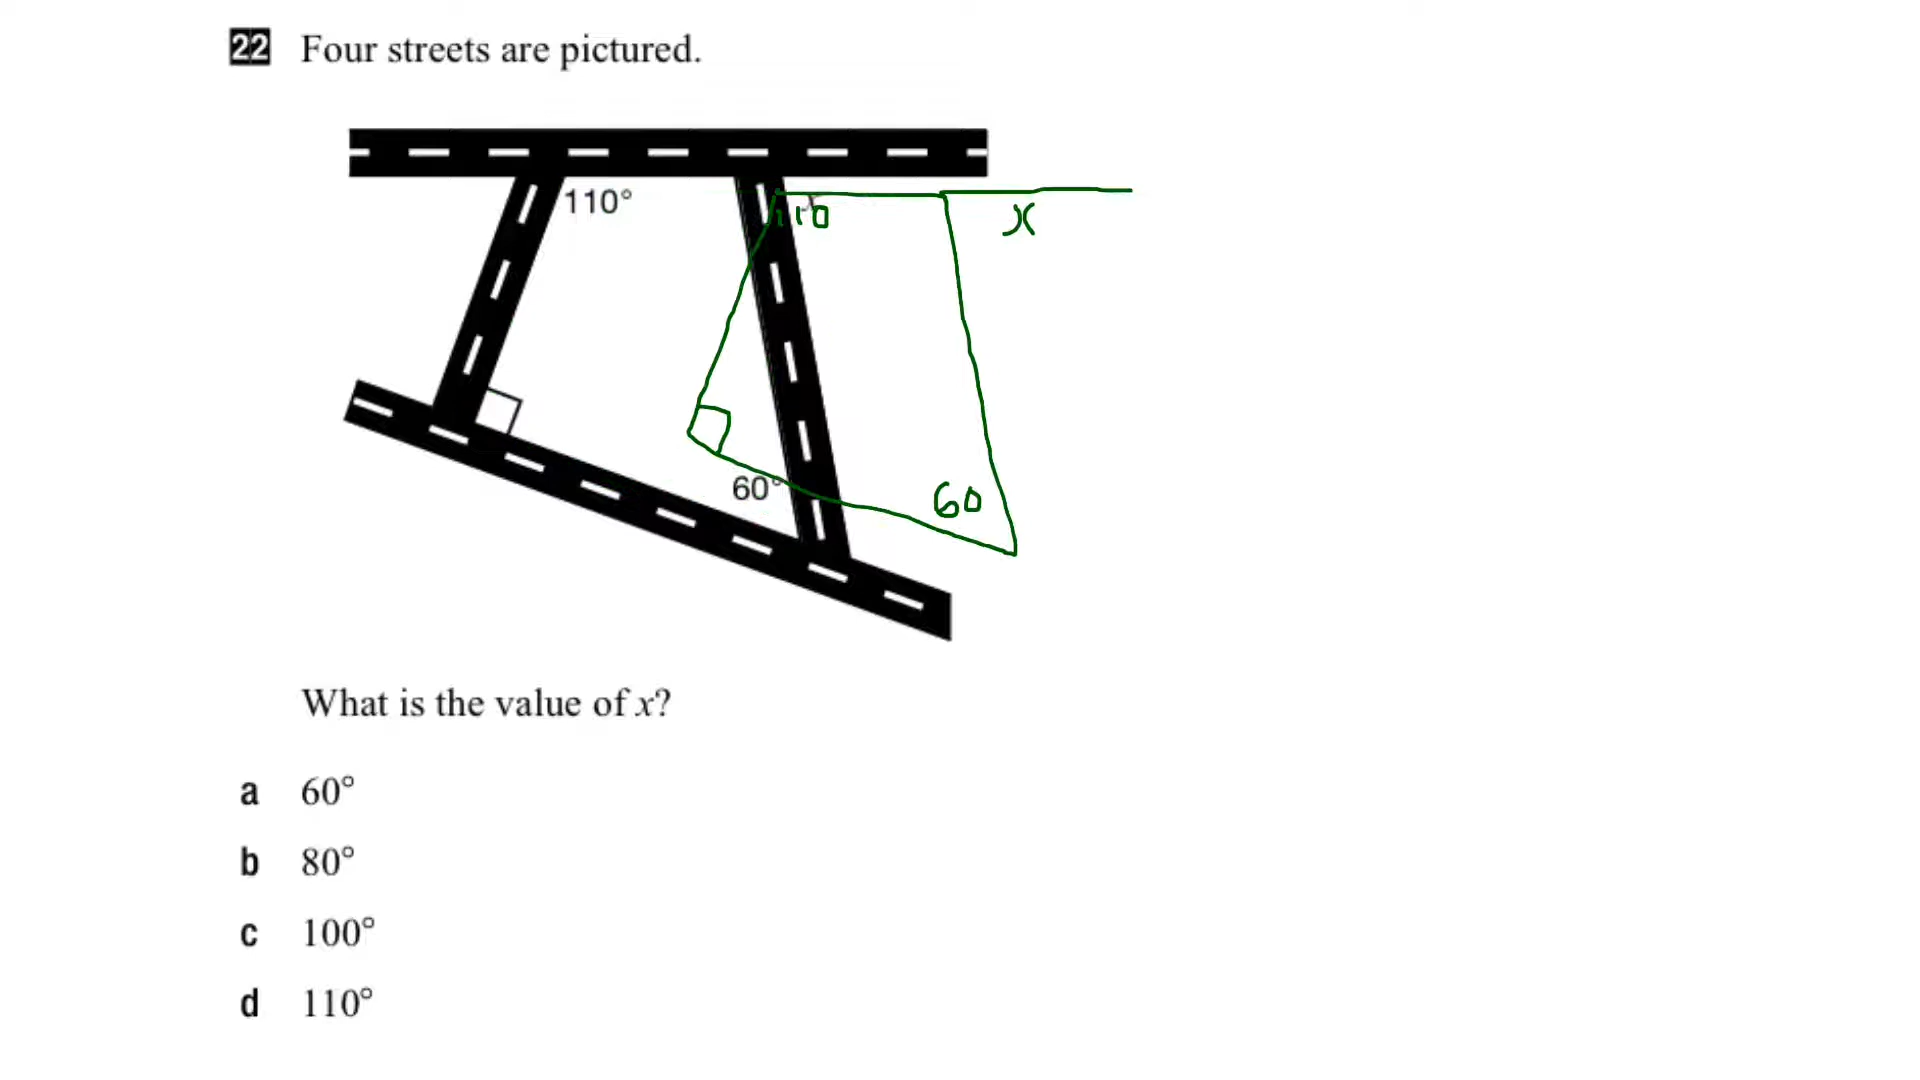 22 Four streets are pictured.
110°
x
110
x
60°
60
What is the value of x?
a 60°
b 80°
c 100°
d 110°